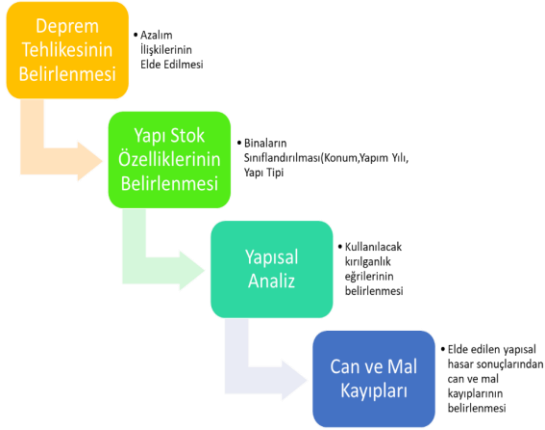 Deprem
Tehlikesinin
Belirlenmesi
• Azalım
İlişkilerinin
Elde Edilmesi
Yapı Stok
Özelliklerinin
Belirlenmesi
• Binaların
Sınıflandırılması(Konum,Yapım Yılı,
Yapı Tipi
Yapısal
Analiz
• Kullanılacak
kırılganlık
eğrilerinin
belirlenmesi
Can ve Mal
Kayıpları
• Elde edilen yapısal
hasar sonuçlarından
can ve mal
kayıplarının
belirlenmesi